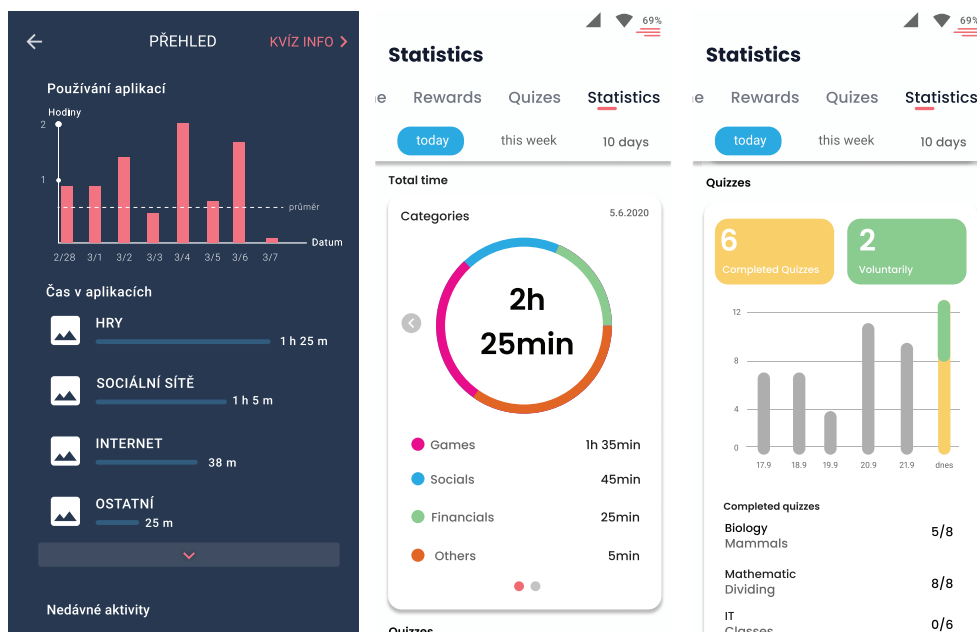 PŘEHLED
KVÍZ INFO
Používání aplikací
Hodiny
2
1
průměr
Datum
2/28 3/1 3/2 3/3 3/4 3/5 3/6 3/7
Čas v aplikacích
HRY
1 h 25 m
SOCIÁLNÍ SÍTĚ
1 h 5 m
INTERNET
38 m
OSTATNÍ
25 m
Nedávné aktivity
69%
Statistics
e Rewards Quizes Statistics
today this week 10 days
Total time
Categories 5.6.2020
2h
25min
Games 1h 35min
Socials 45min
Financials 25min
Others 5min
Quizzes
69%
Statistics
e Rewards Quizes Statistics
today this week 10 days
Quizzes
6
Completed Quizzes
2
Voluntarily
12
8
4
0
17.9 18.9 19.9 20.9 21.9 dnes
Completed quizzes
Biology
Mammals
5/8
Mathematic
Dividing
8/8
IT
Classes
0/6